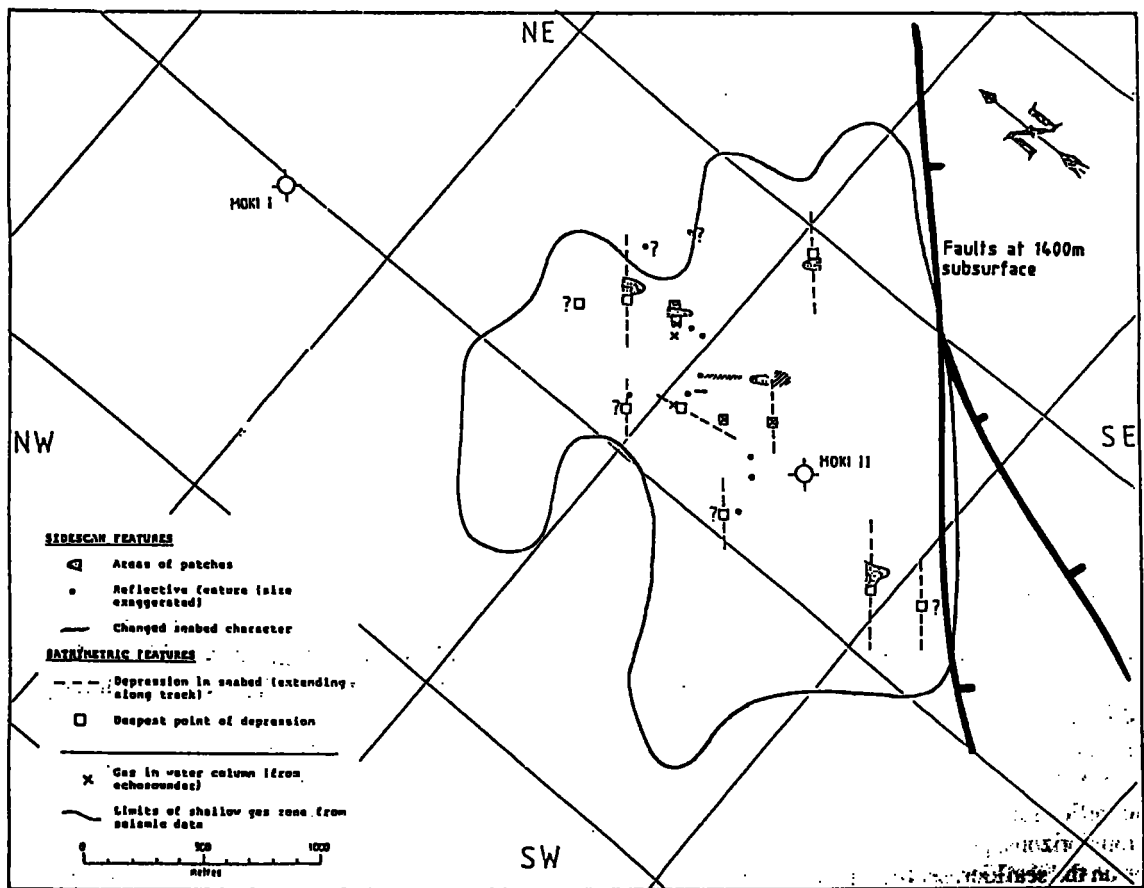 NE
MOKI I
Faults at 1400m
subsurface
NW
SE
MOKI II
SIDESCAN FEATURES
Areas of patches
Reflective feature (size
exaggerated)
Changed seabed character
BATHYMETRIC FEATURES
Depression in seabed (extending
along track)
Deepest point of depression
Gas in water column (from
echosounder)
Limits of shallow gas zone from
seismic data
0 500 1000
metres
SW
N
?
?
?
?
?
?